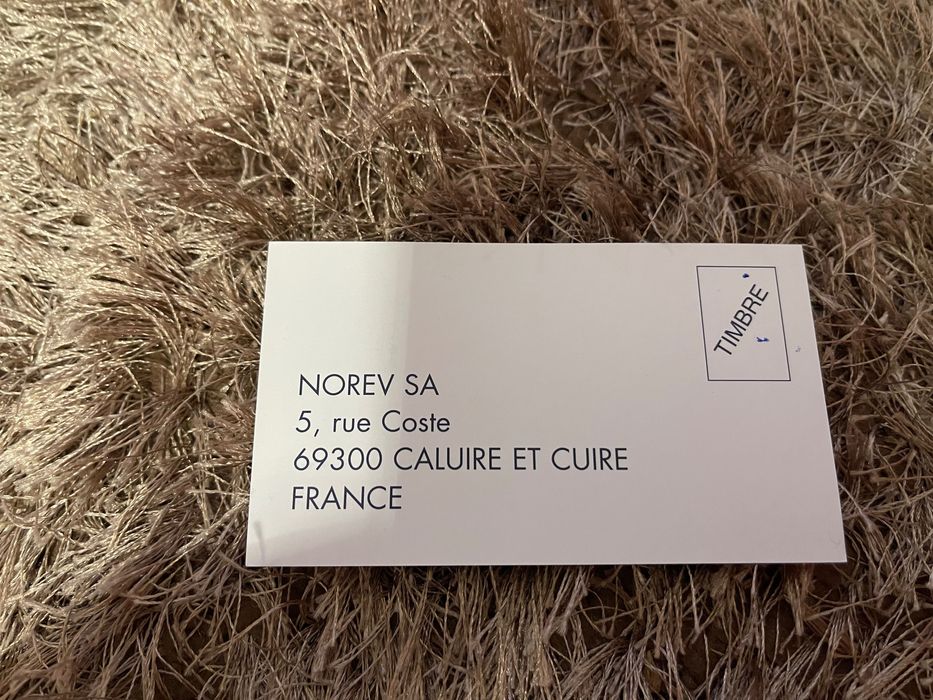 TIMBRE
NOREV SA
5, rue Coste
69300 CALUIRE ET CUIRE
FRANCE